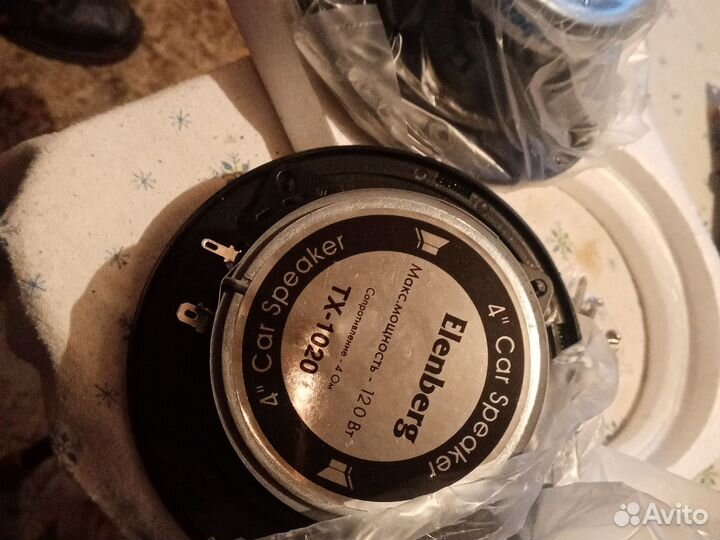 4" Car Speaker
Elenberg
Макс.мощность - 120 Вт
Сопротивление - 4 Ом
TX-1020
4" Car Speaker
Avito